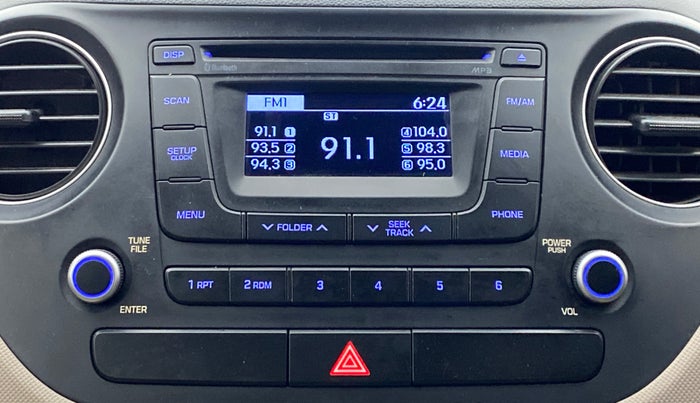 DISP
Bluetooth
MP3
SCAN
FM/AM
FM1
6:24
ST
91.1 1
4 104.0
93.5 2
91.1
5 98.3
94.3 3
6 95.0
SETUP
CLOCK
MEDIA
MENU
PHONE
FOLDER
SEEK
TRACK
TUNE
FILE
POWER
PUSH
1 RPT
2 RDM
3
4
5
6
ENTER
VOL